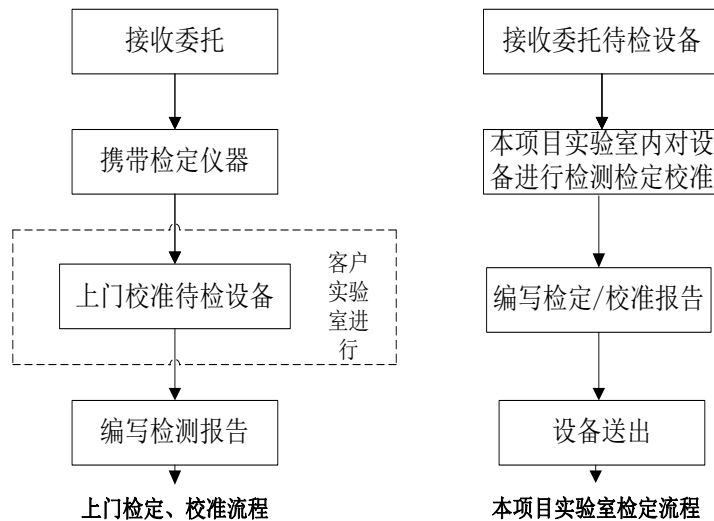 接收委托
携带检定仪器
上门校准待检设备
客户
实验
室进
行
编写检测报告
上门检定、校准流程
接收委托待检设备
本项目实验室内对设
备进行检测检定校准
编写检定/校准报告
设备送出
本项目实验室检定流程